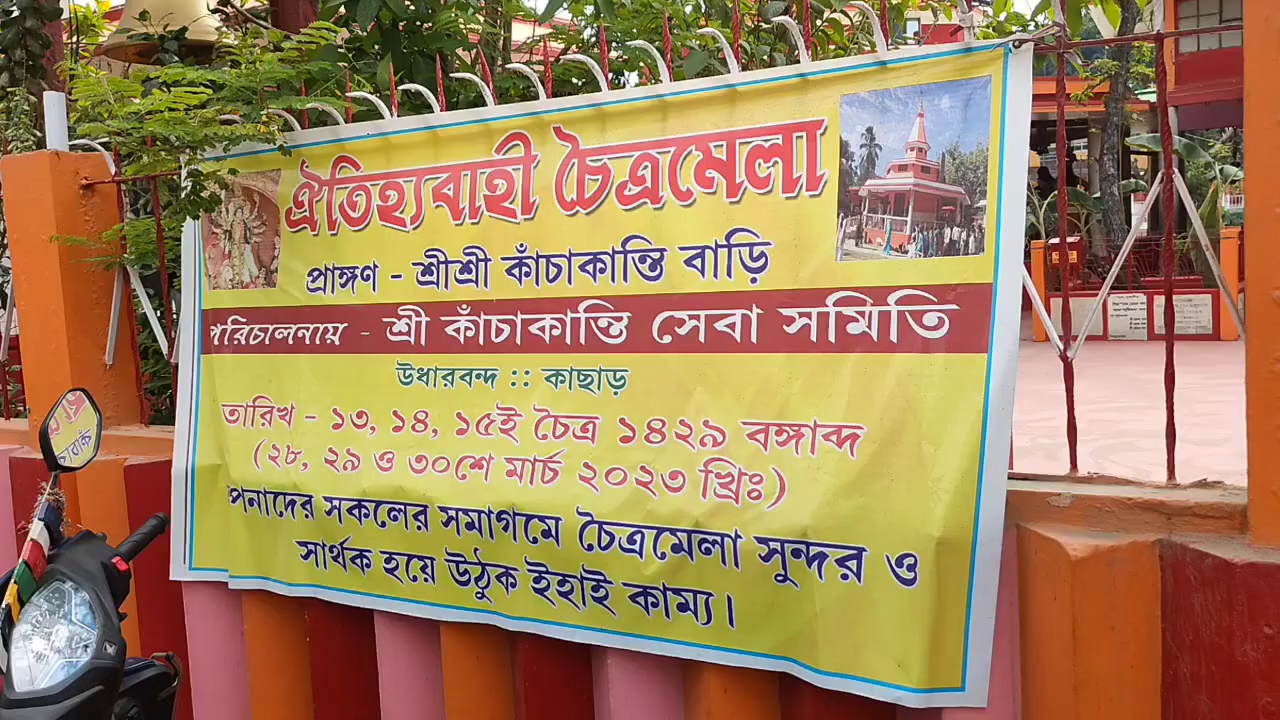 ঐতিহ্যবাহী চৈত্রমেলা
প্রাঙ্গণ - শ্রীশ্রী কাঁচাকান্তি বাড়ি
পরিচালনায় - শ্রী কাঁচাকান্তি সেবা সমিতি
উধারবন্দ :: কাছাড়
তারিখ - ১৩, ১৪, ১৫ই চৈত্র ১৪২৯ বঙ্গাব্দ
(২৮, ২৯ ও ৩০শে মার্চ ২০২৩ খ্রিঃ)
পনাদের সকলের সমাগমে চৈত্রমেলা সুন্দর ও
সার্থক হয়ে উঠুক ইহাই কাম্য।